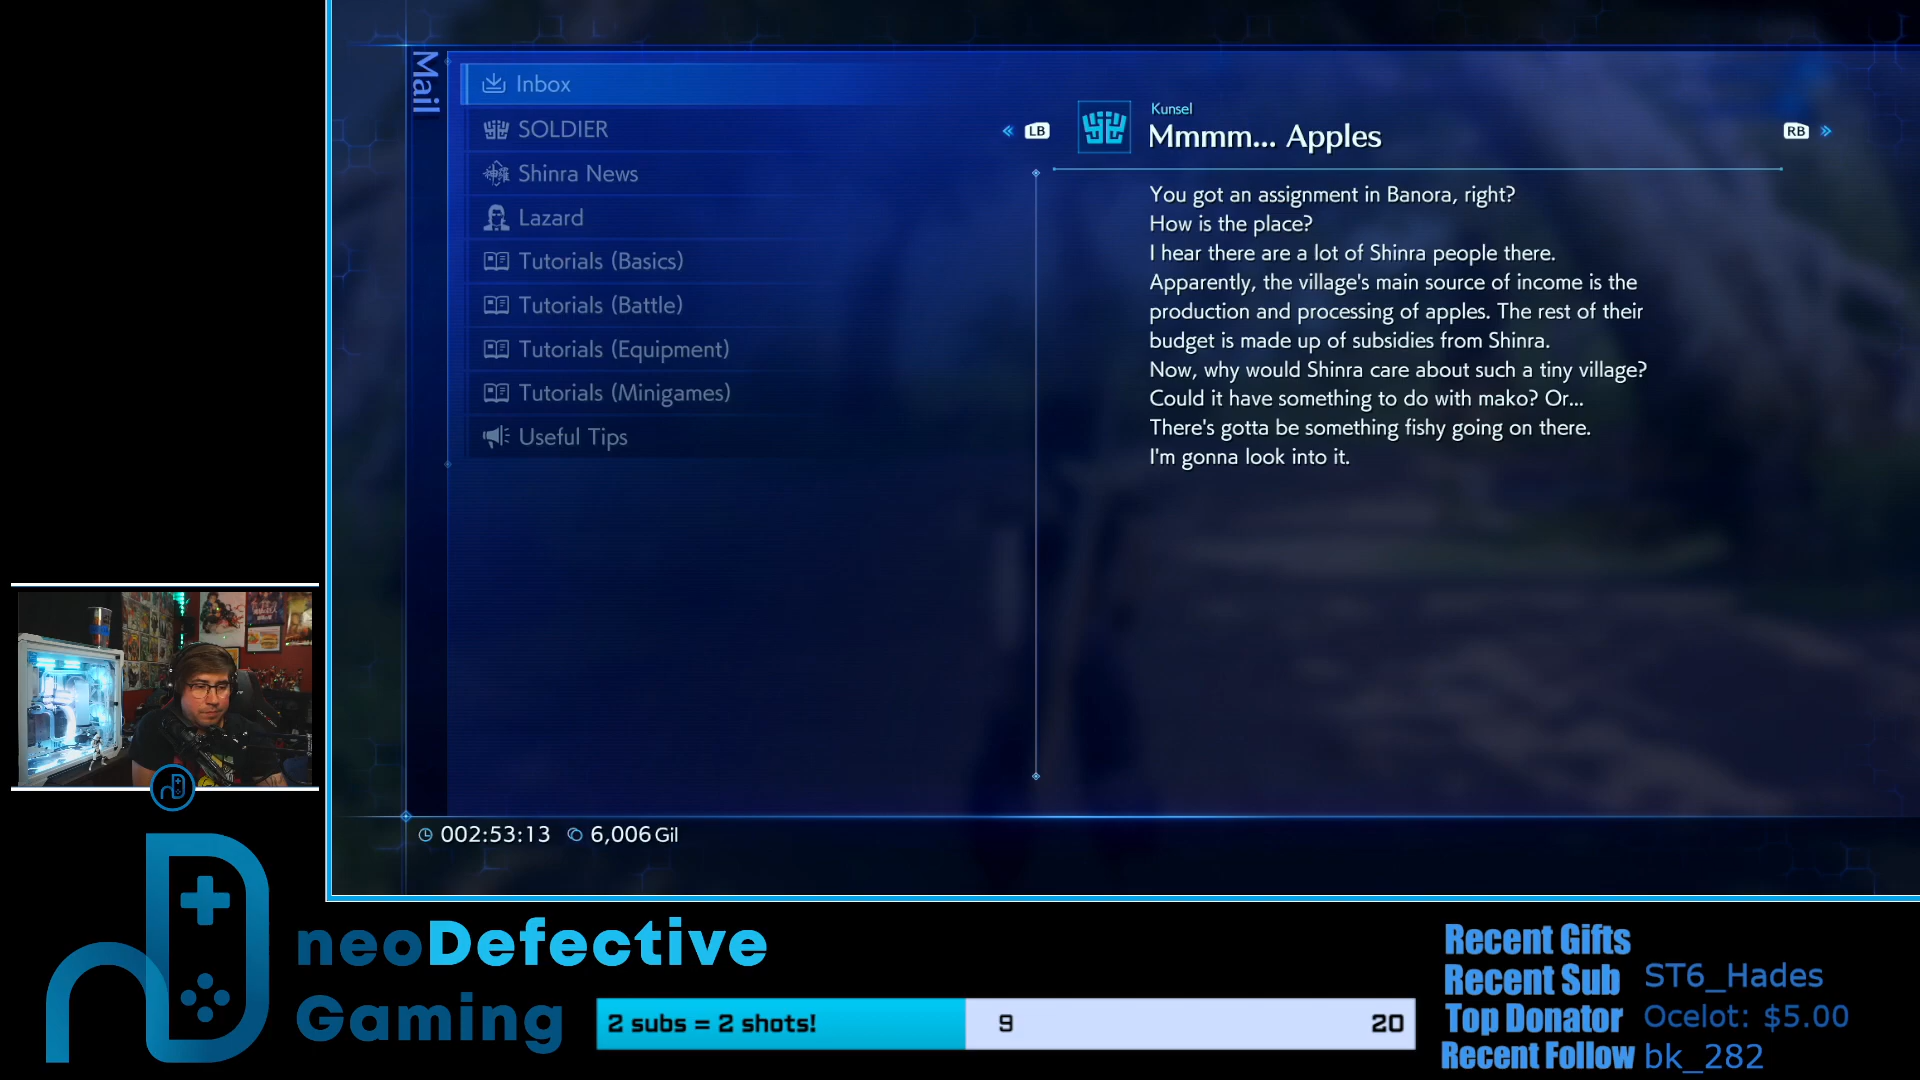 Mail
Inbox
SOLDIER
Shinra News
Lazard
Tutorials (Basics)
Tutorials (Battle)
Tutorials (Equipment)
Tutorials (Minigames)
Useful Tips
LB
Kunsel
Mmmm... Apples
RB
You got an assignment in Banora, right?
How is the place?
I hear there are a lot of Shinra people there.
Apparently, the village's main source of income is the
production and processing of apples. The rest of their
budget is made up of subsidies from Shinra.
Now, why would Shinra care about such a tiny village?
Could it have something to do with mako? Or...
There's gotta be something fishy going on there.
I'm gonna look into it.
002:53:13 6,006 Gil
neoDefective
Gaming
2 subs = 2 shots! 9 20
Recent Gifts
Recent Sub ST6_Hades
Top Donator Ocelot: $5.00
Recent Follow bk_282